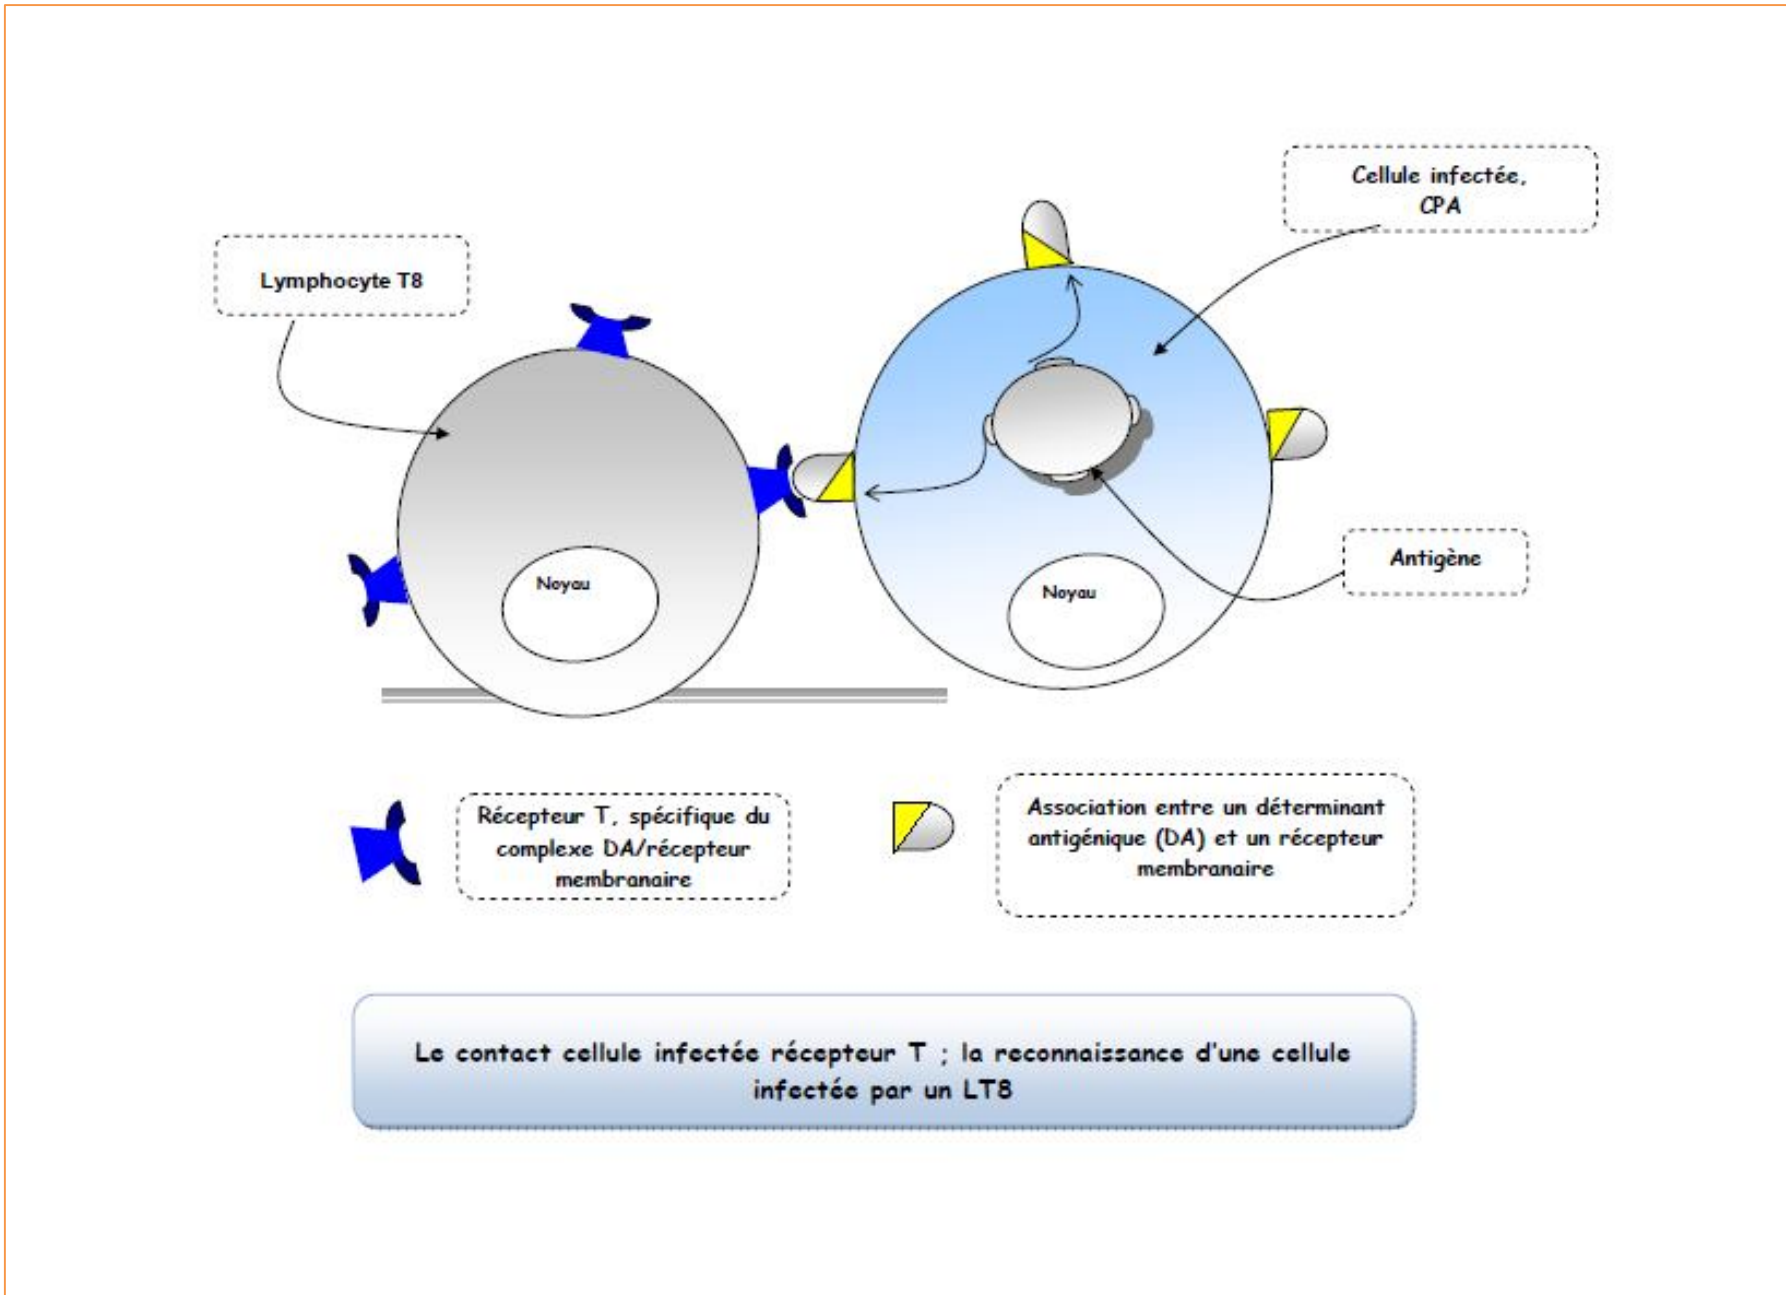 Cellule infectée,
CPA
Lymphocyte T8
Antigène
Noyau
Noyau
Récepteur T, spécifique du
complexe DA/récepteur
membranaire
Association entre un déterminant
antigénique (DA) et un récepteur
membranaire
Le contact cellule infectée récepteur T ; la reconnaissance d'une cellule
infectée par un LT8